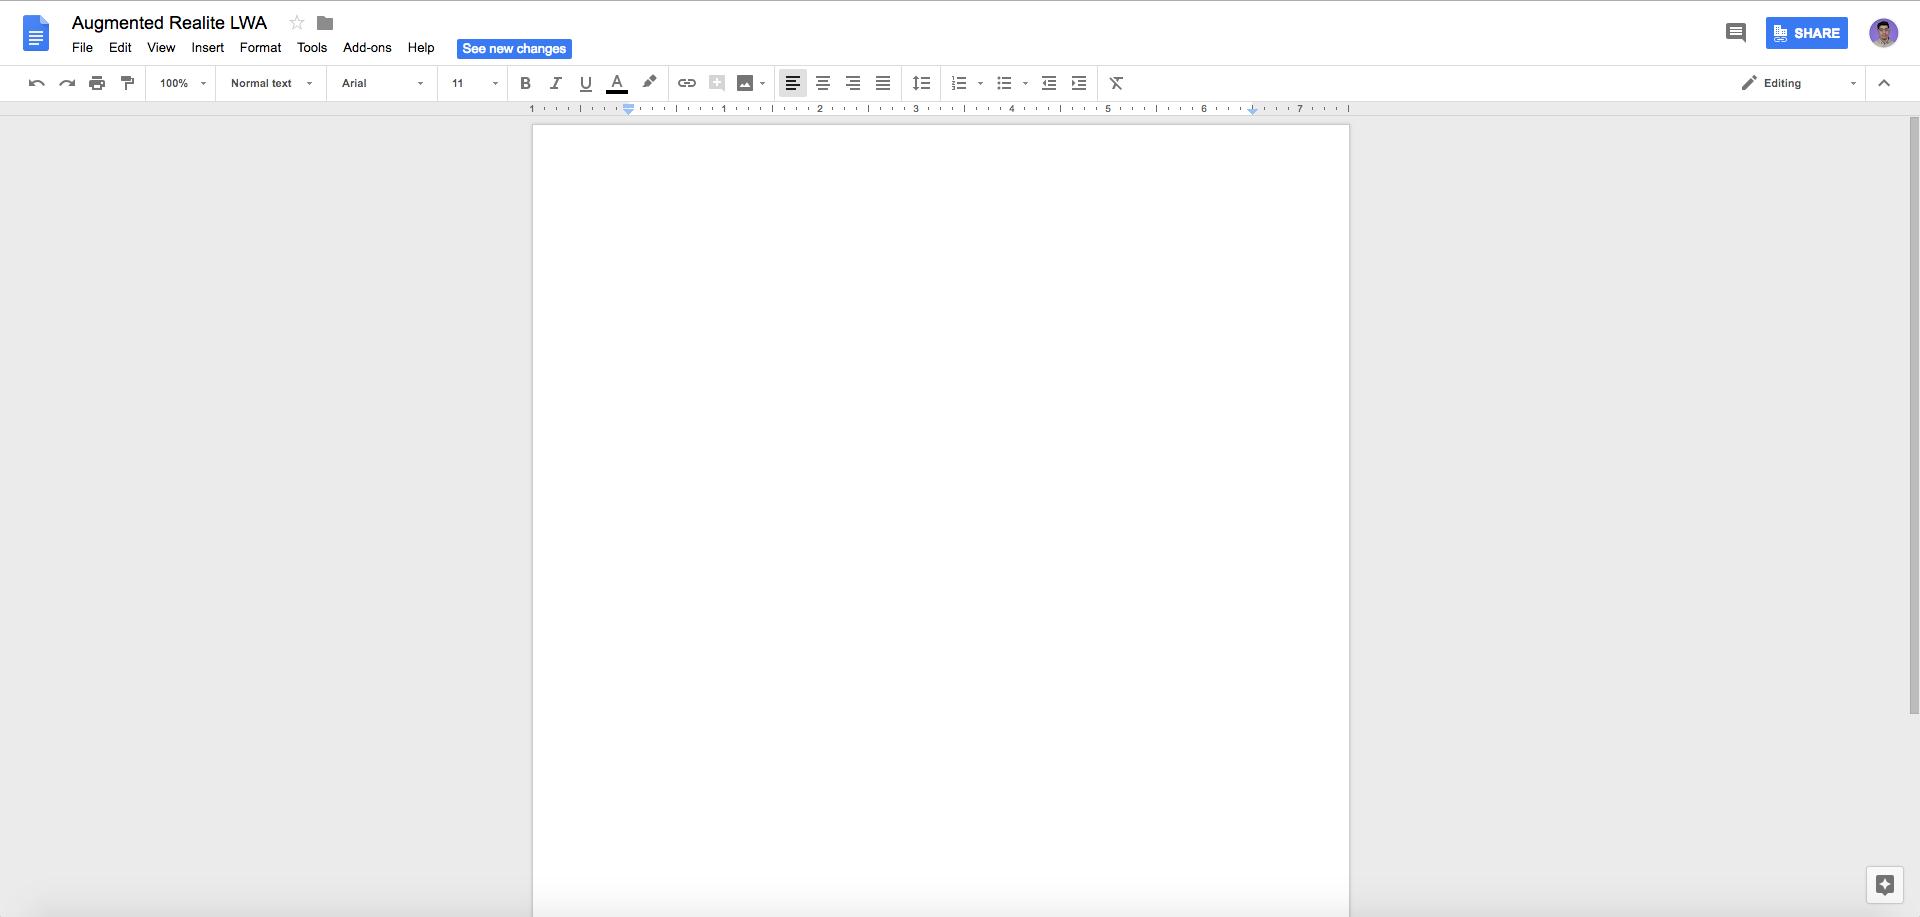 Augmented Realite LWA
File Edit View Insert Format Tools Add-ons Help See new changes
SHARE
100% Normal text Arial 11 B I U A Editing
1 1 2 3 4 5 6 7